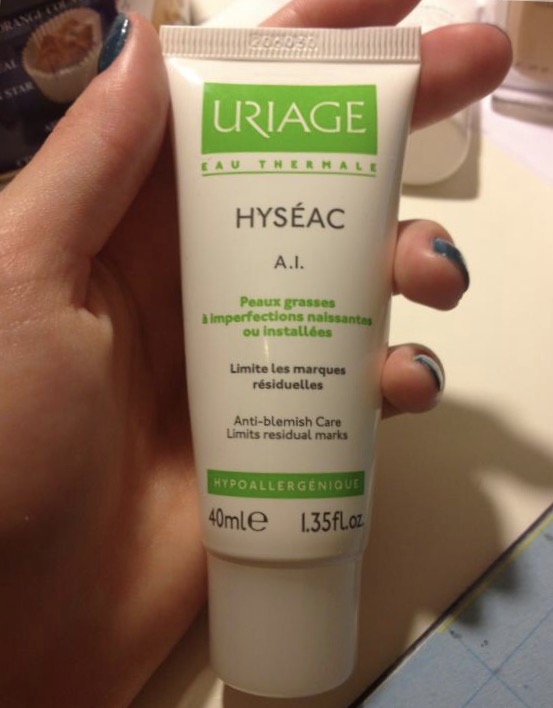 URIAGE
EAU THERMALE
HYSÉAC
A.I.
Peaux grasses
à imperfections naissantes
ou installées
Limite les marques
résiduelles
Anti-blemish Care
Limits residual marks
HYPOALLERGÉNIQUE
40ml℮ 1.35fl.oz.